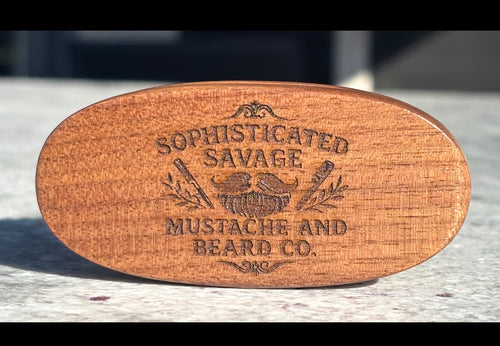 SOPHISTICATED
SAVAGE
MUSTACHE AND
BEARD CO.